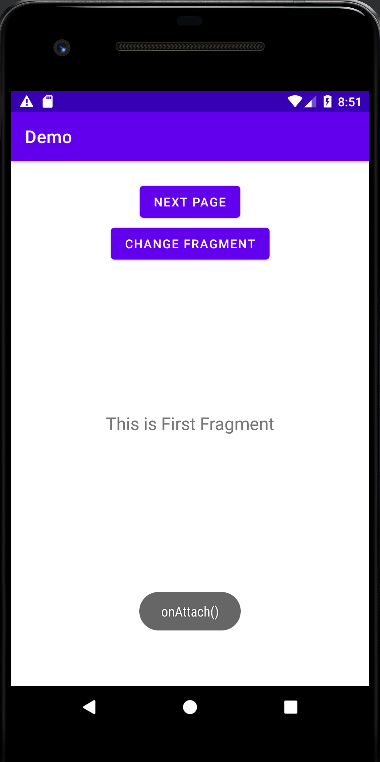 8:51
Demo
NEXT PAGE
CHANGE FRAGMENT
This is First Fragment
onAttach()